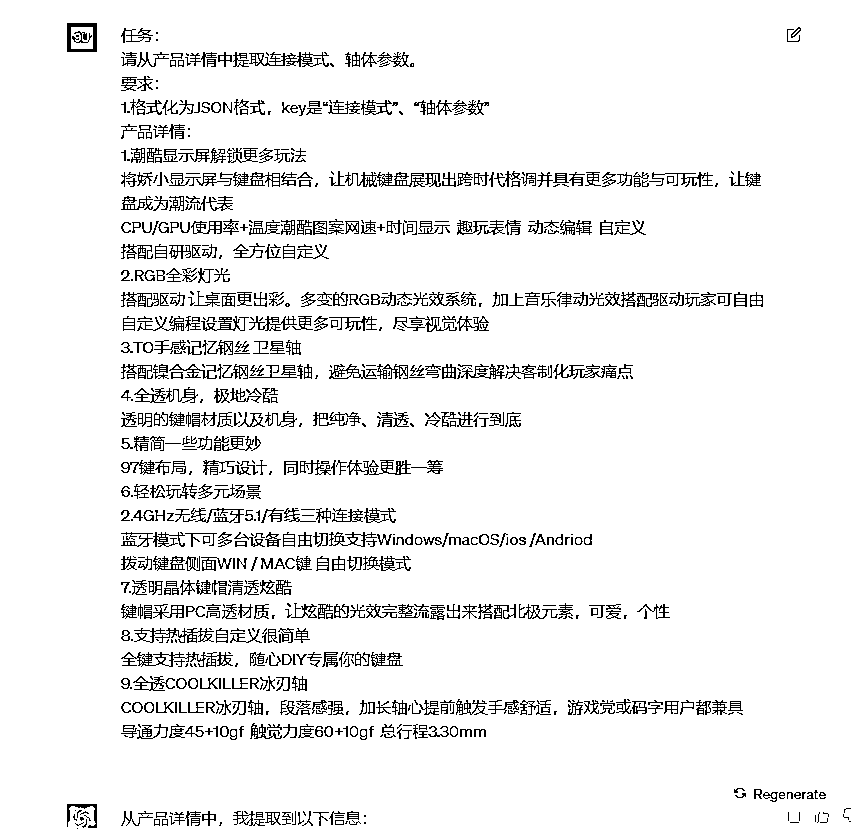 任务：
请从产品详情中提取连接模式、轴体参数。
要求：
1.格式化为JSON格式，key是“连接模式”、“轴体参数”
产品详情：
1.潮酷显示屏解锁更多玩法
将娇小显示屏与键盘相结合，让机械键盘展现出跨时代格调并具有更多功能与可玩性，让键
盘成为潮流代表
CPU/GPU使用率+温度潮酷图案网速+时间显示 趣玩表情 动态编辑 自定义
搭配自研驱动，全方位自定义
2.RGB全彩灯光
搭配驱动 让桌面更出彩。多变的RGB动态光效系统，加上音乐律动光效搭配驱动玩家可自由
自定义编程设置灯光提供更多可玩性，尽享视觉体验
3.TO手感记忆钢丝 卫星轴
搭配镍合金记忆钢丝卫星轴，避免运输钢丝弯曲深度解决客制化玩家痛点
4.全透机身，极地冷酷
透明的键帽材质以及机身，把纯净、清透、冷酷进行到底
5.精简一些功能更妙
97键布局，精巧设计，同时操作体验更胜一筹
6.轻松玩转多元场景
2.4GHz无线/蓝牙5.1/有线三种连接模式
蓝牙模式下可多台设备自由切换支持Windows/macOS/ios /Andriod
拨动键盘侧面WIN / MAC键 自由切换模式
7.透明晶体键帽清透炫酷
键帽采用PC高透材质，让炫酷的光效完整流露出来搭配北极元素，可爱，个性
8.支持热插拔自定义很简单
全键支持热插拔，随心DIY专属你的键盘
9.全透COOLKILLER冰刃轴
COOLKILLER冰刃轴，段落感强，加长轴心提前触发手感舒适，游戏党或码字用户都兼具
导通力度45+10gf 触觉力度60+10gf 总行程3.30mm
Regenerate
从产品详情中，我提取到以下信息：